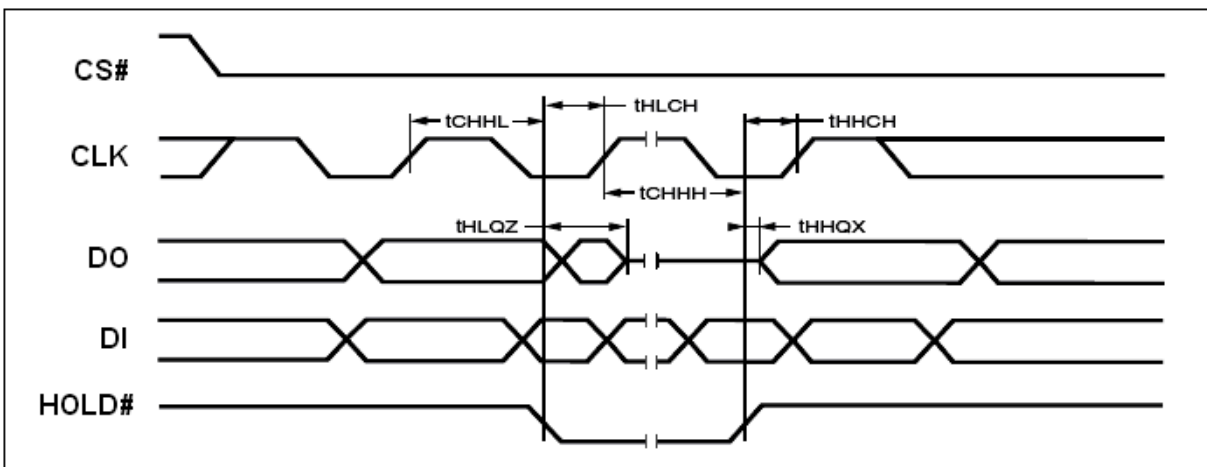 CS#
tHLCH
tCHHL
tHHCH
CLK
tCHHH
tHLQZ
tHHQX
DO
DI
HOLD#